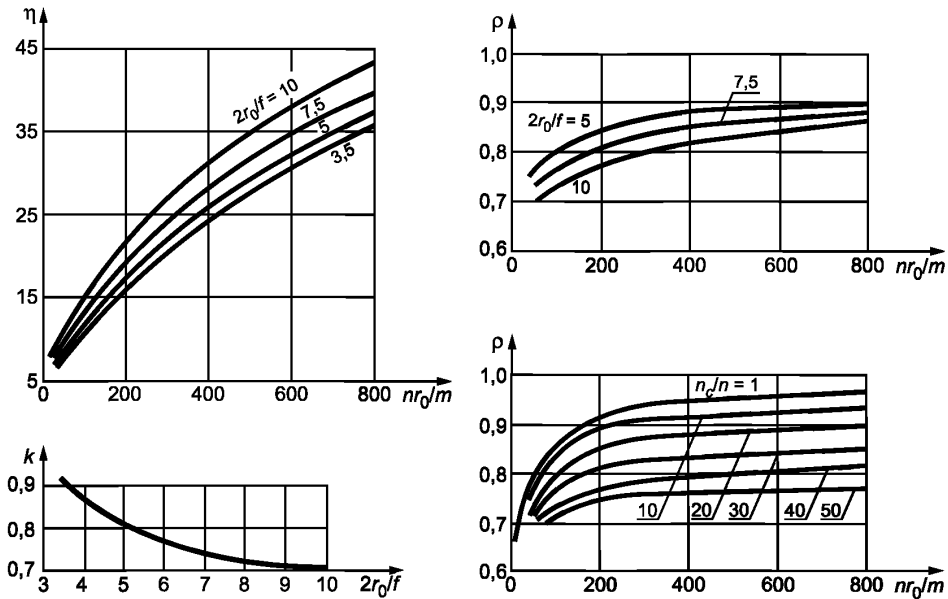 η
45
35
25
15
5
0 200 400 600 800 nr₀/m
2r₀/f = 10
7,5
5
3,5
k
0,9
0,8
0,7
3 4 5 6 7 8 9 10 2r₀/f
ρ
1,0
0,9
0,8
0,7
0,6
0 200 400 600 800 nr₀/m
7,5
2r₀/f = 5
10
ρ
1,0
0,9
0,8
0,7
0,6
0 200 400 600 800 nr₀/m
n_c/n = 1
10 20 30 40 50